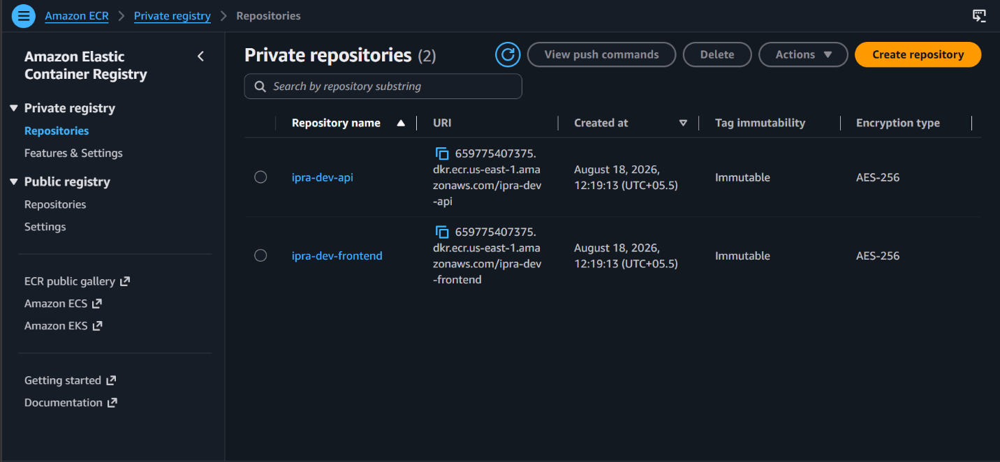 Amazon ECR
Private registry
Repositories
Amazon Elastic
Container Registry
Private registry
Repositories
Features & Settings
Public registry
Repositories
Settings
ECR public gallery
Amazon ECS
Amazon EKS
Getting started
Documentation
Private repositories (2)
View push commands
Delete
Actions
Create repository
Search by repository substring
Repository name
URI
Created at
Tag immutability
Encryption type
ipra-dev-api
659775407375.
dkr.ecr.us-east-1.ama
zonaws.com/ipra-dev
-api
August 18, 2026,
12:19:13 (UTC+05.5)
Immutable
AES-256
ipra-dev-frontend
659775407375.
dkr.ecr.us-east-1.ama
zonaws.com/ipra-dev
-frontend
August 18, 2026,
12:19:13 (UTC+05.5)
Immutable
AES-256